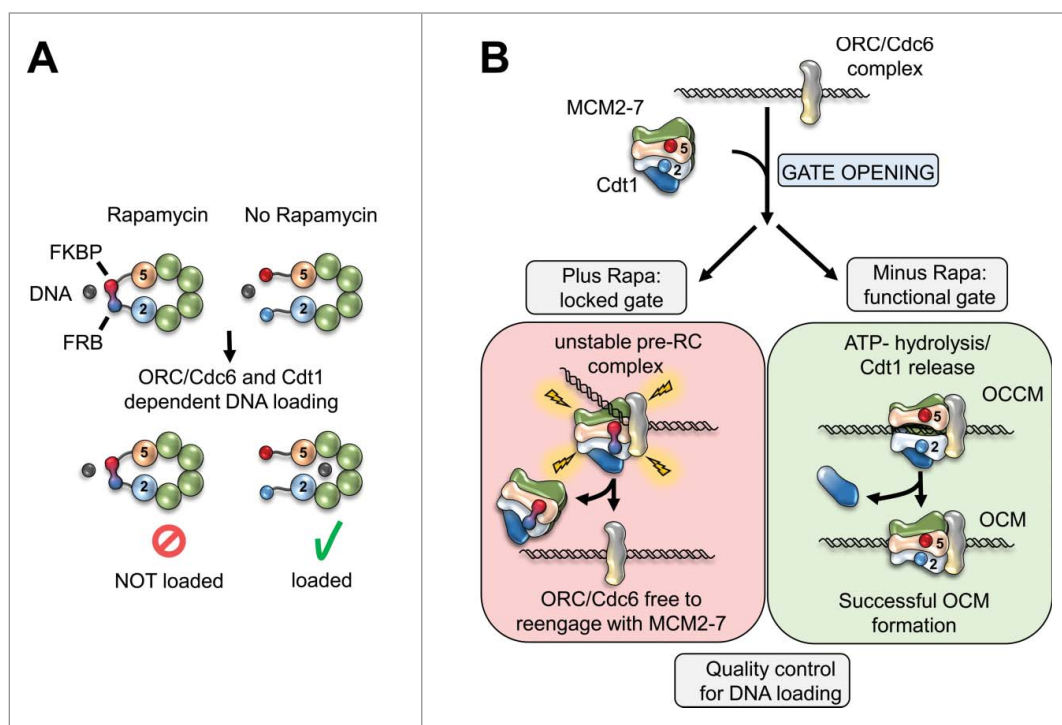 A
Rapamycin
No Rapamycin
FKBP
5
5
DNA
2
2
FRB
ORC/Cdc6 and Cdt1
dependent DNA loading
5
5
2
2
NOT loaded
loaded
B
ORC/Cdc6
complex
MCM2-7
5
2
Cdt1
GATE OPENING
Plus Rapa:
locked gate
unstable pre-RC
complex
ORC/Cdc6 free to
reengage with MCM2-7
Minus Rapa:
functional gate
ATP- hydrolysis/
Cdt1 release
OCCM
5
2
OCM
5
2
Successful OCM
formation
Quality control
for DNA loading